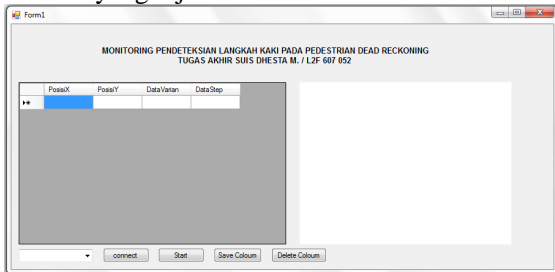 Form1
MONITORING PENDETEKSIAN LANGKAH KAKI PADA PEDESTRIAN DEAD RECKONING
TUGAS AKHIR SUIS DHESTA M. / L2F 607 052
PosisiX PosisiY DataVarian DataStep
connect Start Save Coloum Delete Coloum